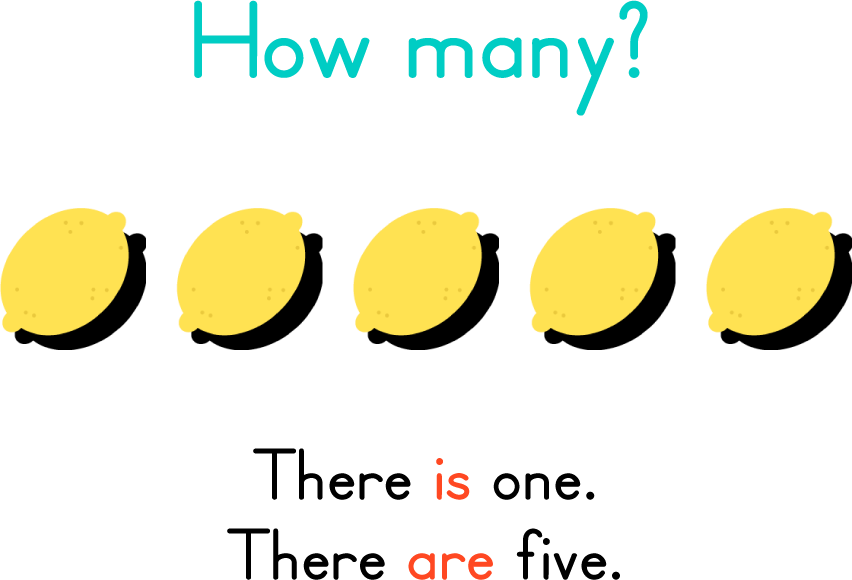 How many?
There is one.
There are five.